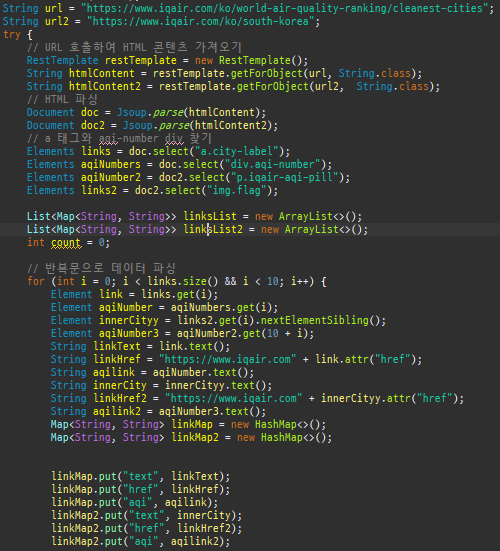 String url = "https://www.iqair.com/ko/world-air-quality-ranking/cleanest-cities";
String url2 = "https://www.iqair.com/ko/south-korea";
try {
// URL 호출하여 HTML 콘텐츠 가져오기
RestTemplate restTemplate = new RestTemplate();
String htmlContent = restTemplate.getForObject(url, String.class);
String htmlContent2 = restTemplate.getForObject(url2,  String.class);
// HTML 파싱
Document doc = Jsoup.parse(htmlContent);
Document doc2 = Jsoup.parse(htmlContent2);
// a 태그와 aqi-number div 찾기
Elements links = doc.select("a.city-label");
Elements aqiNumbers = doc.select("div.aqi-number");
Elements aqiNumber2 = doc2.select("p.iqair-aqi-pill");
Elements links2 = doc2.select("img.flag");
List<Map<String, String>> linksList = new ArrayList<>();
List<Map<String, String>> linksList2 = new ArrayList<>();
int count = 0;
// 반복문으로 데이터 파싱
for (int i = 0; i < links.size() && i < 10; i++) {
Element link = links.get(i);
Element aqiNumber = aqiNumbers.get(i);
Element innerCityy = links2.get(i).nextElementSibling();
Element aqiNumber3 = aqiNumber2.get(10 + i);
String linkText = link.text();
String linkHref = "https://www.iqair.com" + link.attr("href");
String aqilink = aqiNumber.text();
String innerCity = innerCityy.text();
String linkHref2 = "https://www.iqair.com" + innerCityy.attr("href");
String aqilink2 = aqiNumber3.text();
Map<String, String> linkMap = new HashMap<>();
Map<String, String> linkMap2 = new HashMap<>();
linkMap.put("text", linkText);
linkMap.put("href", linkHref);
linkMap.put("aqi", aqilink);
linkMap2.put("text", innerCity);
linkMap2.put("href", linkHref2);
linkMap2.put("aqi", aqilink2);